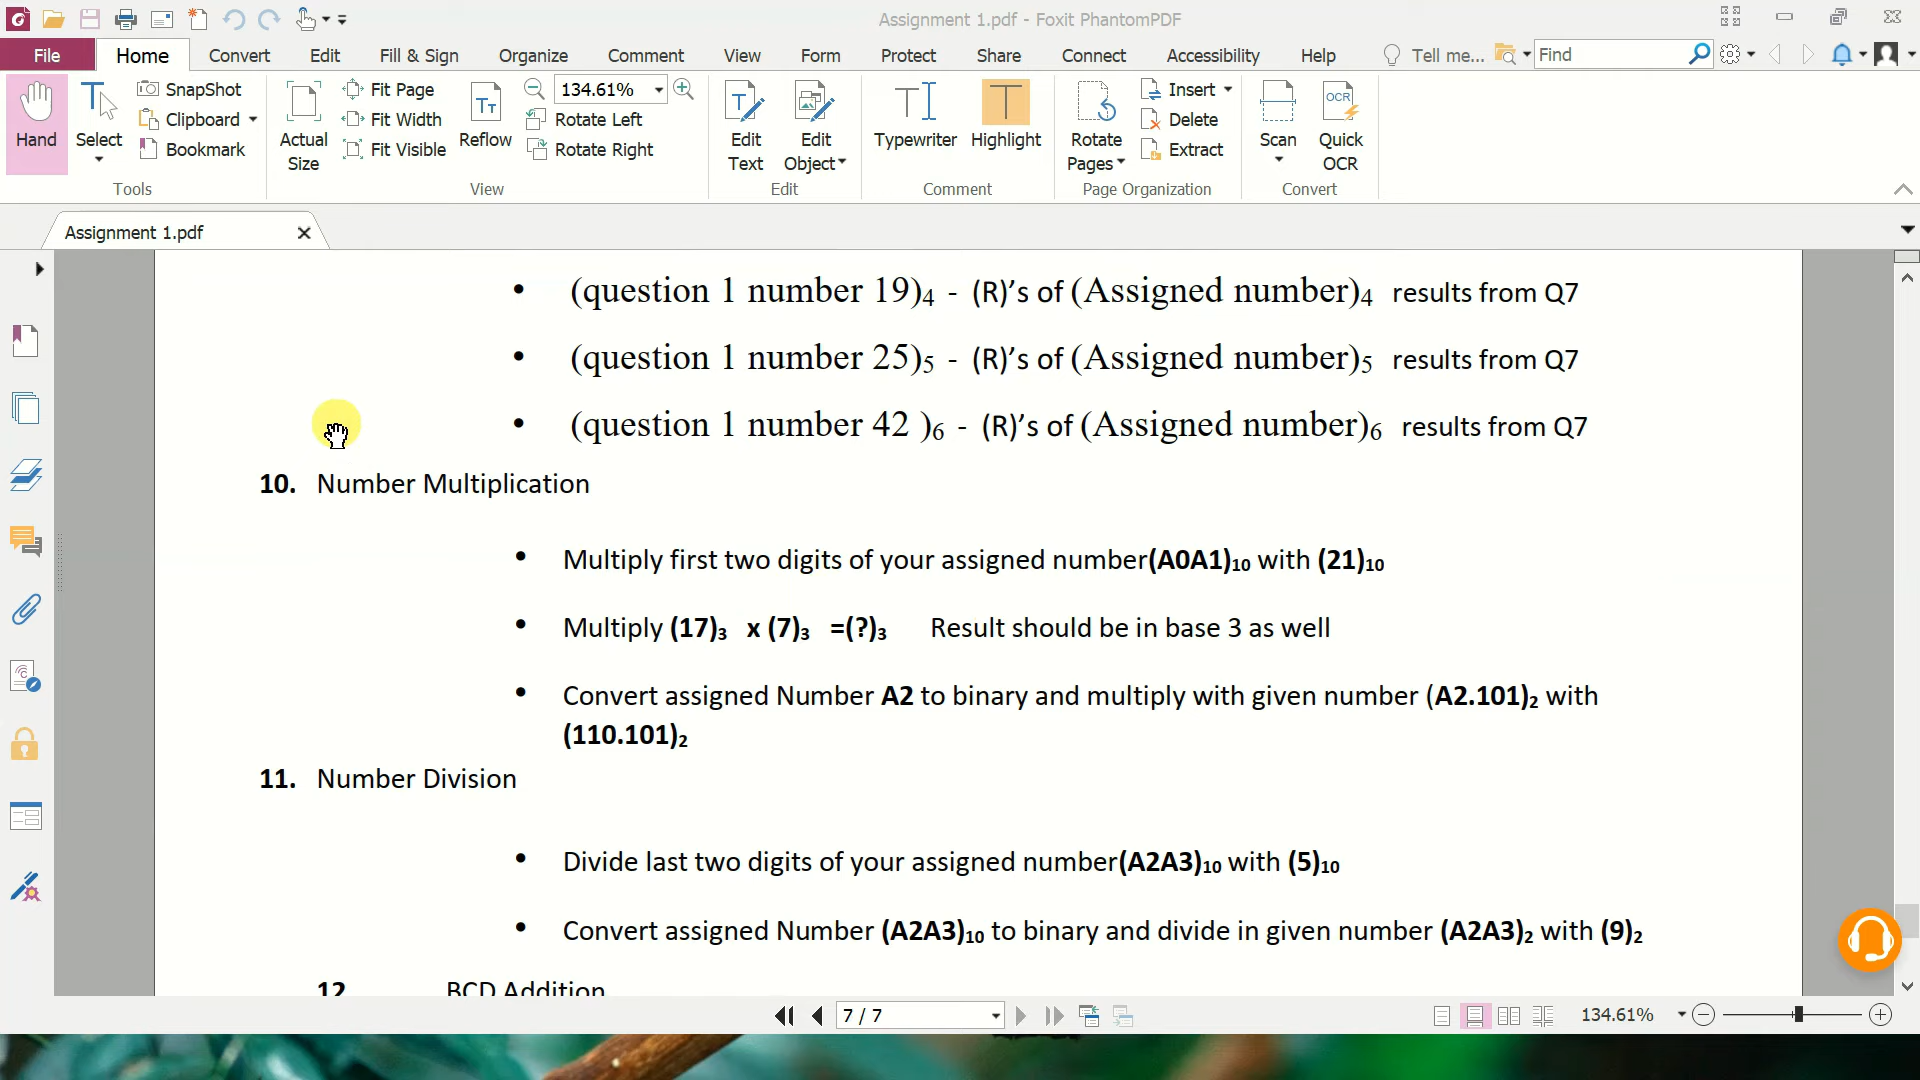 Assignment 1.pdf - Foxit PhantomPDF
File Home Convert Edit Fill & Sign Organize Comment View Form Protect Share Connect Accessibility Help Tell me... Find
Hand
Select
SnapShot
Clipboard
Bookmark
Tools
Actual Size
Fit Page
Fit Width
Fit Visible
Reflow
134.61%
Rotate Left
Rotate Right
View
Edit Text
Edit Object
Edit
Typewriter
Highlight
Comment
Rotate Pages
Insert
Delete
Extract
Page Organization
Scan
OCR
Quick OCR
Convert
Assignment 1.pdf
• (question 1 number 19)4 - (R)’s of (Assigned number)4 results from Q7
• (question 1 number 25)5 - (R)’s of (Assigned number)5 results from Q7
• (question 1 number 42 )6 - (R)’s of (Assigned number)6 results from Q7
10. Number Multiplication
• Multiply first two digits of your assigned number(A0A1)10 with (21)10
• Multiply (17)3 x (7)3 =(?)3 Result should be in base 3 as well
• Convert assigned Number A2 to binary and multiply with given number (A2.101)2 with
(110.101)2
11. Number Division
• Divide last two digits of your assigned number(A2A3)10 with (5)10
• Convert assigned Number (A2A3)10 to binary and divide in given number (A2A3)2 with (9)2
12 BCD Addition
7 / 7
134.61%